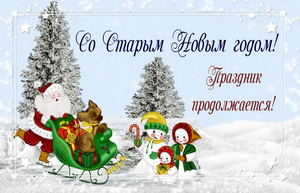 Со Старым Новым годом!
Праздник
продолжается!